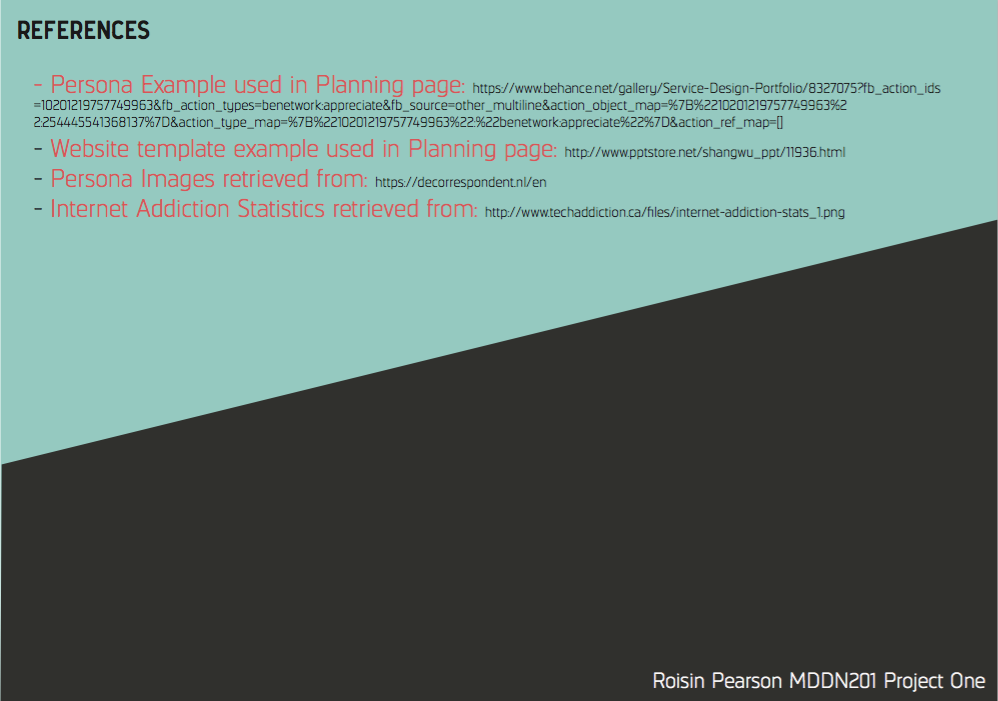 REFERENCES
- Persona Example used in Planning page: https://www.behance.net/gallery/Service-Design-Portfolio/8327075?fb_action_ids
=10201219757749963&fb_action_types=benetwork:appreciate&fb_source=other_multiline&action_object_map=%7B%2210201219757749963%2
2:254445541368137%7D&action_type_map=%7B%2210201219757749963%22:%22benetwork:appreciate%22%7D&action_ref_map=[]
- Website template example used in Planning page: http://www.pptstore.net/shangwu_ppt/11936.html
- Persona Images retrieved from: https://decorrespondent.nl/en
- Internet Addiction Statistics retrieved from: http://www.techaddiction.ca/files/internet-addiction-stats_1.png
Roisin Pearson MDDN201 Project One